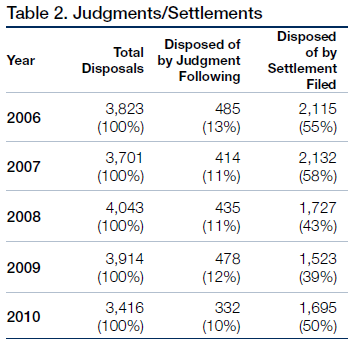 Table 2. Judgments/Settlements
Year Total Disposals Disposed of by Judgment Following Disposed of by Settlement Filed
2006 3,823 485 2,115
(100%) (13%) (55%)
2007 3,701 414 2,132
(100%) (11%) (58%)
2008 4,043 435 1,727
(100%) (11%) (43%)
2009 3,914 478 1,523
(100%) (12%) (39%)
2010 3,416 332 1,695
(100%) (10%) (50%)